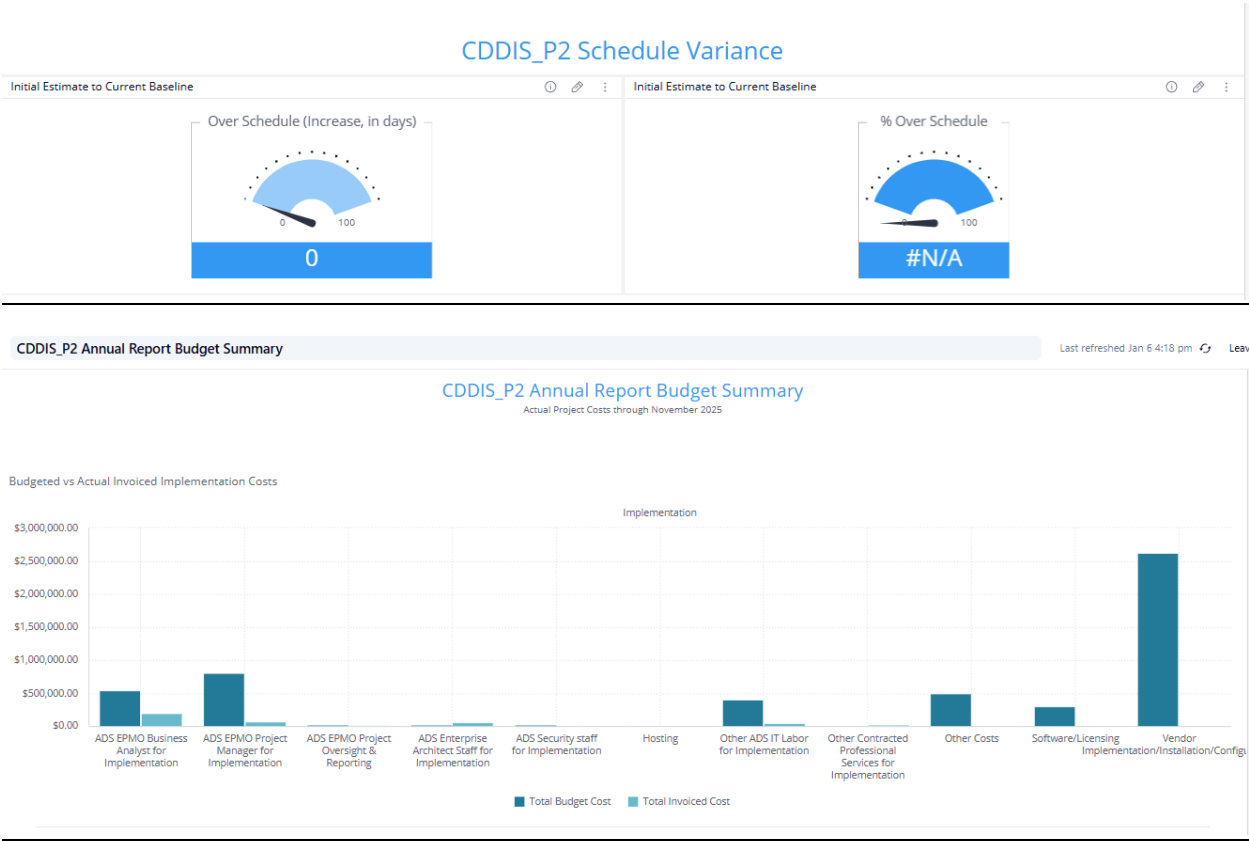 CDDIS_P2 Schedule Variance
Initial Estimate to Current Baseline
Initial Estimate to Current Baseline
Over Schedule (Increase, in days)
0
100
0
% Over Schedule
0
100
#N/A
CDDIS_P2 Annual Report Budget Summary
Last refreshed Jan 6 4:18 pm
Leav
CDDIS_P2 Annual Report Budget Summary
Actual Project Costs through November 2025
Budgeted vs Actual Invoiced Implementation Costs
Implementation
$3,000,000.00
$2,500,000.00
$2,000,000.00
$1,500,000.00
$1,000,000.00
$500,000.00
$0.00
ADS EPMO Business
Analyst for
Implementation
ADS EPMO Project
Manager for
Implementation
ADS EPMO Project
Oversight &
Reporting
ADS Enterprise
Architect Staff for
Implementation
ADS Security staff
for Implementation
Hosting
Other ADS IT Labor
for Implementation
Other Contracted
Professional
Services for
Implementation
Other Costs
Software/Licensing
Vendor
Implementation/Installation/Configu
Total Budget Cost
Total Invoiced Cost